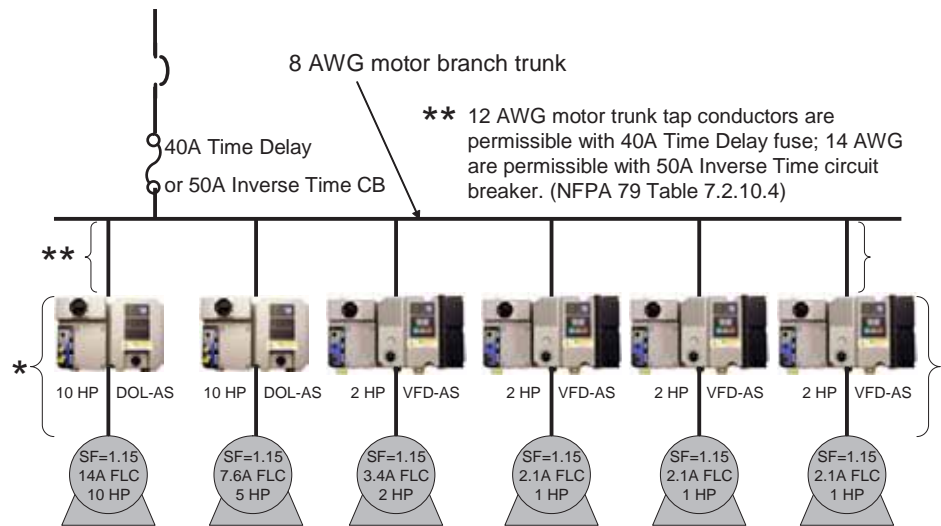 8 AWG motor branch trunk
** 12 AWG motor trunk tap conductors are
permissible with 40A Time Delay fuse; 14 AWG
are permissible with 50A Inverse Time circuit
breaker. (NFPA 79 Table 7.2.10.4)
40A Time Delay
or 50A Inverse Time CB
**
*
10 HP DOL-AS
10 HP DOL-AS
2 HP VFD-AS
2 HP VFD-AS
2 HP VFD-AS
2 HP VFD-AS
SF=1.15
14A FLC
10 HP
SF=1.15
7.6A FLC
5 HP
SF=1.15
3.4A FLC
2 HP
SF=1.15
2.1A FLC
1 HP
SF=1.15
2.1A FLC
1 HP
SF=1.15
2.1A FLC
1 HP